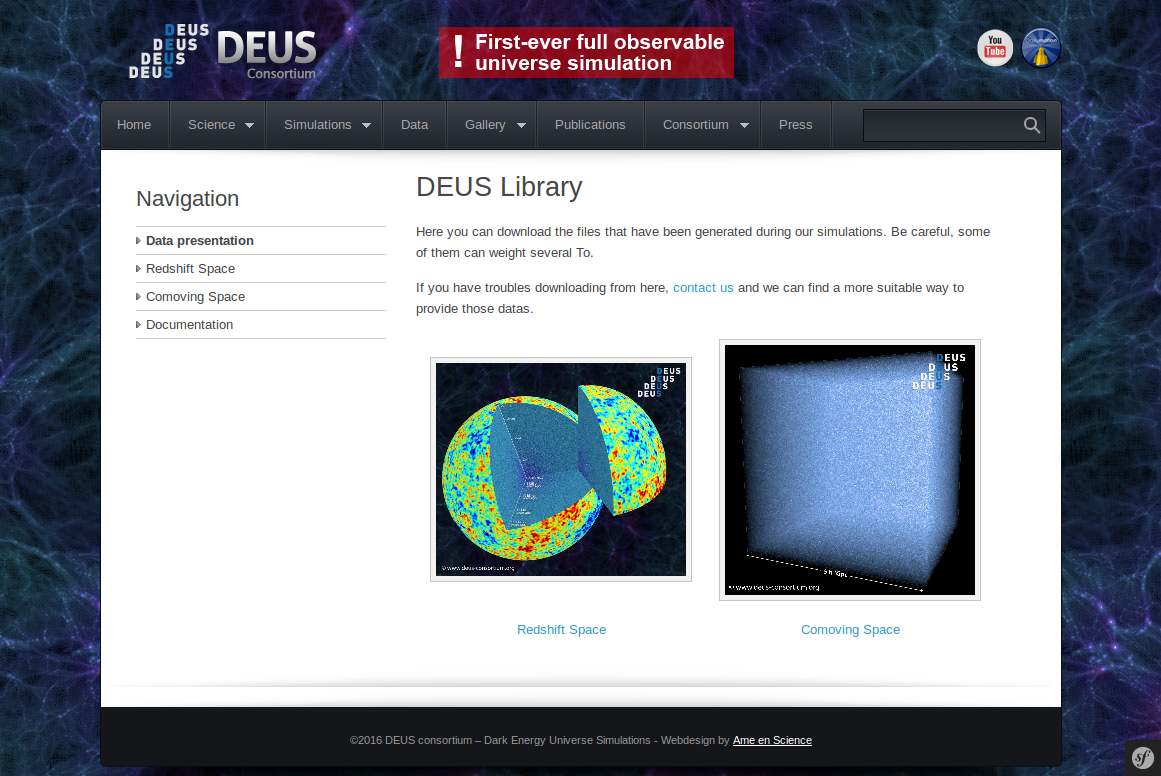 DEUS
DEUS
DEUS
DEUS
DEUS
Consortium
! First-ever full observable
universe simulation
You
Tube
Home Science Simulations Data Gallery Publications Consortium Press
Navigation
Data presentation
Redshift Space
Comoving Space
Documentation
DEUS Library
Here you can download the files that have been generated during our simulations. Be careful, some
of them can weight several To.
If you have troubles downloading from here, contact us and we can find a more suitable way to
provide those datas.
DEUS
DEUS
DEUS
DEUS
© www.deus-consortium.org
DEUS
DEUS
DEUS
DEUS
© www.deus-consortium.org
Redshift Space
Comoving Space
©2016 DEUS consortium – Dark Energy Universe Simulations - Webdesign by Ame en Science
sf